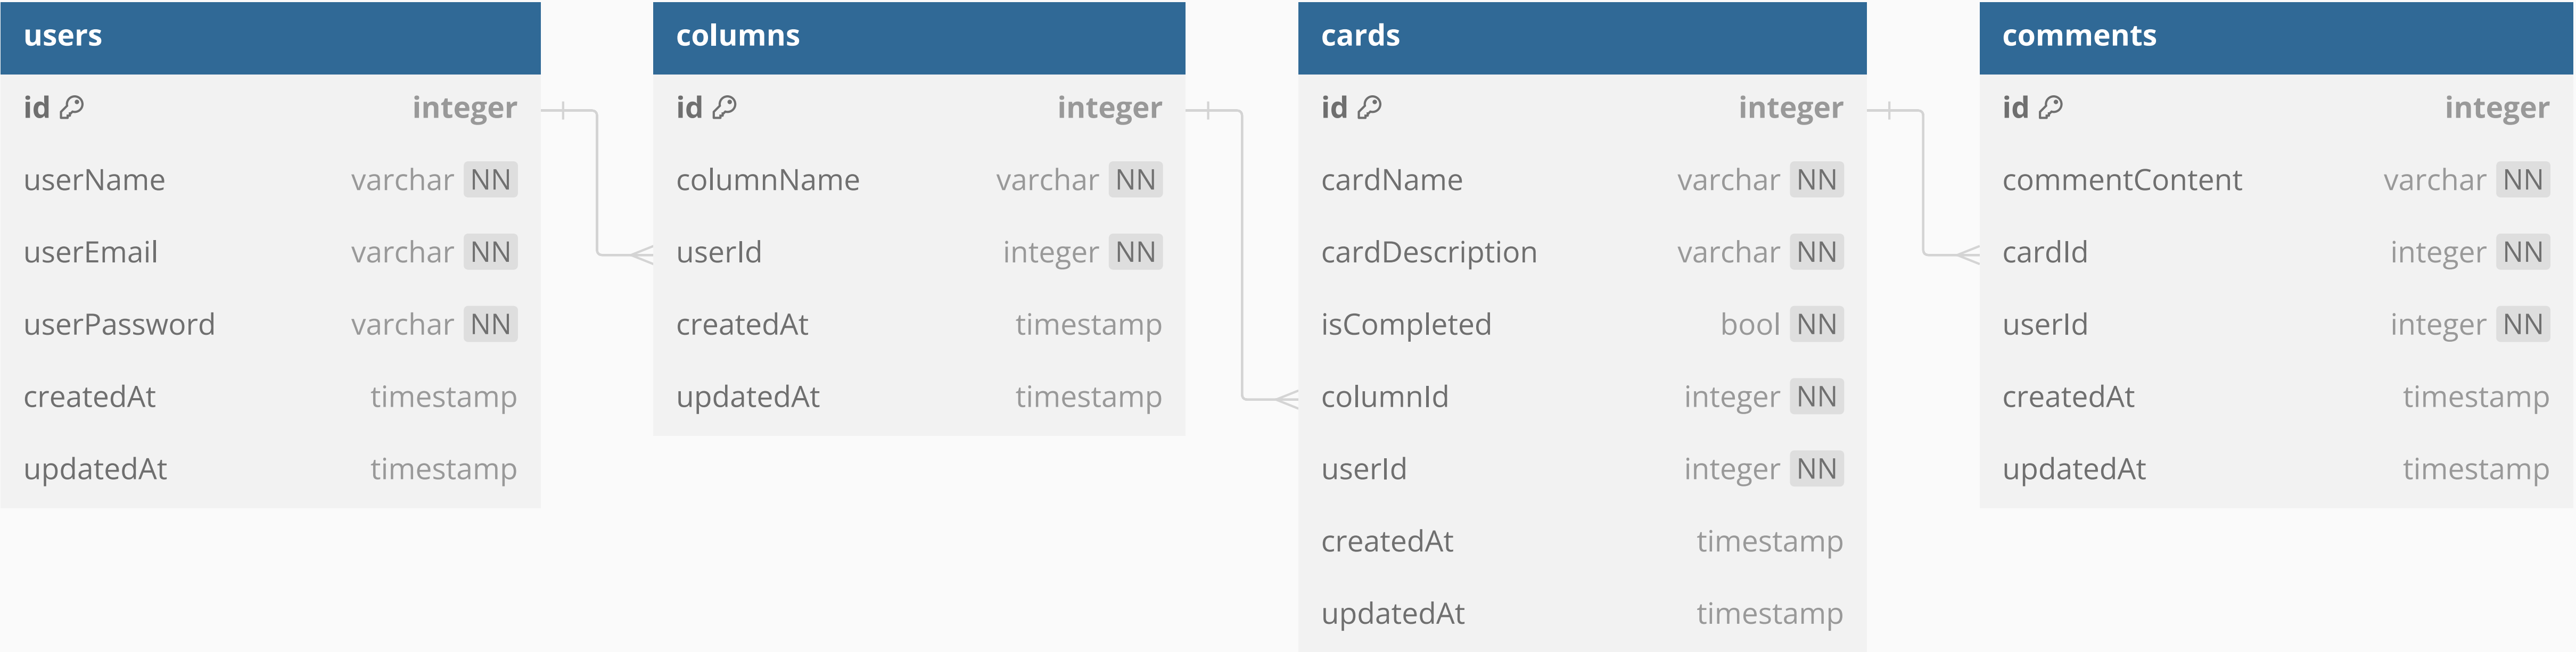 users
id integer
userName varchar NN
userEmail varchar NN
userPassword varchar NN
createdAt timestamp
updatedAt timestamp
columns
id integer
columnName varchar NN
userId integer NN
createdAt timestamp
updatedAt timestamp
cards
id integer
cardName varchar NN
cardDescription varchar NN
isCompleted bool NN
columnId integer NN
userId integer NN
createdAt timestamp
updatedAt timestamp
comments
id integer
commentContent varchar NN
cardId integer NN
userId integer NN
createdAt timestamp
updatedAt timestamp